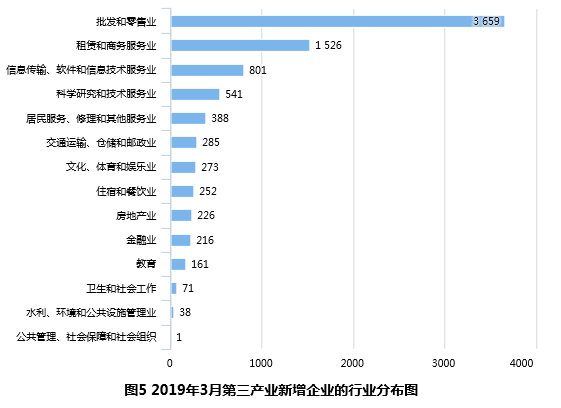 批发和零售业 3 659
租赁和商务服务业 1 526
信息传输、软件和信息技术服务业 801
科学研究和技术服务业 541
居民服务、修理和其他服务业 388
交通运输、仓储和邮政业 285
文化、体育和娱乐业 273
住宿和餐饮业 252
房地产业 226
金融业 216
教育 161
卫生和社会工作 71
水利、环境和公共设施管理业 38
公共管理、社会保障和社会组织 1
0 1000 2000 3000 4000
图5 2019年3月第三产业新增企业的行业分布图